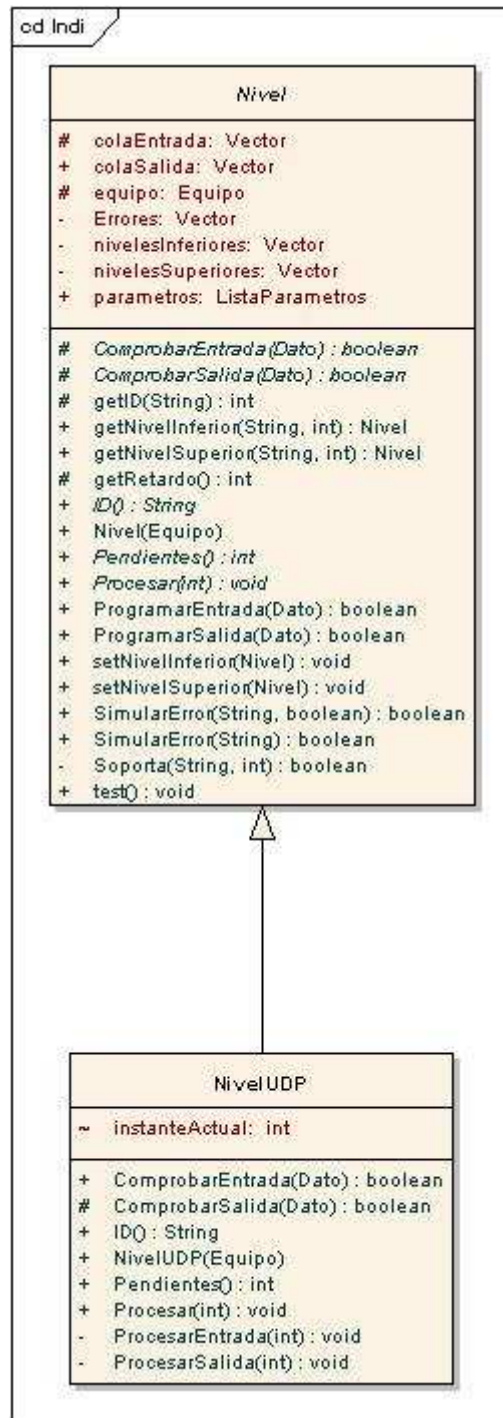 cd Indi
Nivel
# colaEntrada: Vector
+ colaSalida: Vector
# equipo: Equipo
- Errores: Vector
- nivelesInferiores: Vector
- nivelesSuperiores: Vector
+ parametros: ListaParametros
# ComprobarEntrada(Dato) : boolean
# ComprobarSalida(Dato) : boolean
# getID(String) : int
+ getNivelInferior(String, int) : Nivel
+ getNivelSuperior(String, int) : Nivel
# getRetardo() : int
+ ID() : String
+ Nivel(Equipo)
+ Pendientes() : int
+ Procesar(int) : void
+ ProgramarEntrada(Dato) : boolean
+ ProgramarSalida(Dato) : boolean
+ setNivelInferior(Nivel) : void
+ setNivelSuperior(Nivel) : void
+ SimularError(String, boolean) : boolean
+ SimularError(String) : boolean
- Soporta(String, int) : boolean
+ test() : void
NivelUDP
~ instanteActual: int
+ ComprobarEntrada(Dato) : boolean
# ComprobarSalida(Dato) : boolean
+ ID() : String
+ NivelUDP(Equipo)
+ Pendientes() : int
+ Procesar(int) : void
- ProcesarEntrada(int) : void
- ProcesarSalida(int) : void